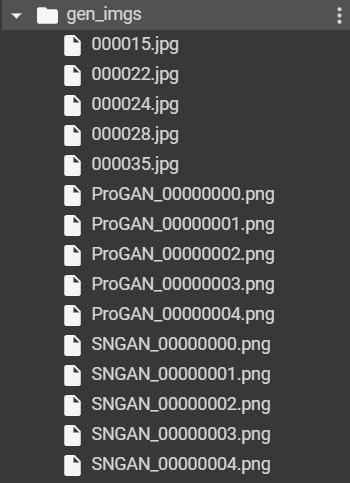 gen_imgs
000015.jpg
000022.jpg
000024.jpg
000028.jpg
000035.jpg
ProGAN_00000000.png
ProGAN_00000001.png
ProGAN_00000002.png
ProGAN_00000003.png
ProGAN_00000004.png
SNGAN_00000000.png
SNGAN_00000001.png
SNGAN_00000002.png
SNGAN_00000003.png
SNGAN_00000004.png